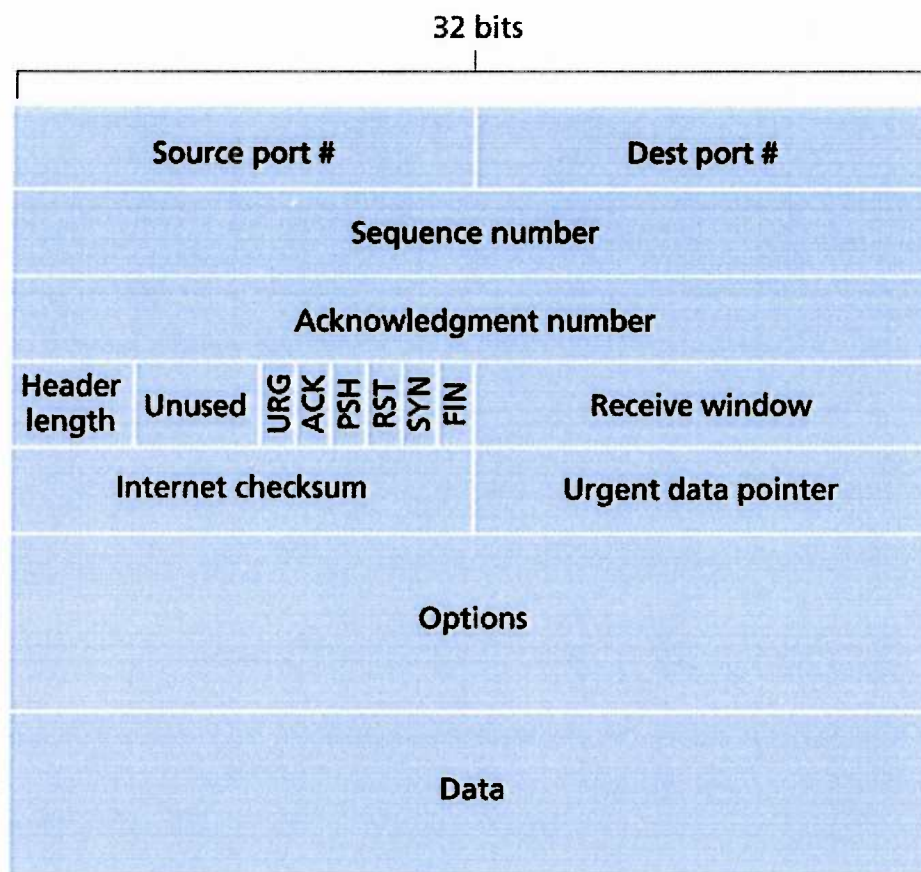 32 bits
Source port # Dest port #
Sequence number
Acknowledgment number
Header length Unused URG ACK PSH RST SYN FIN Receive window
Internet checksum Urgent data pointer
Options
Data